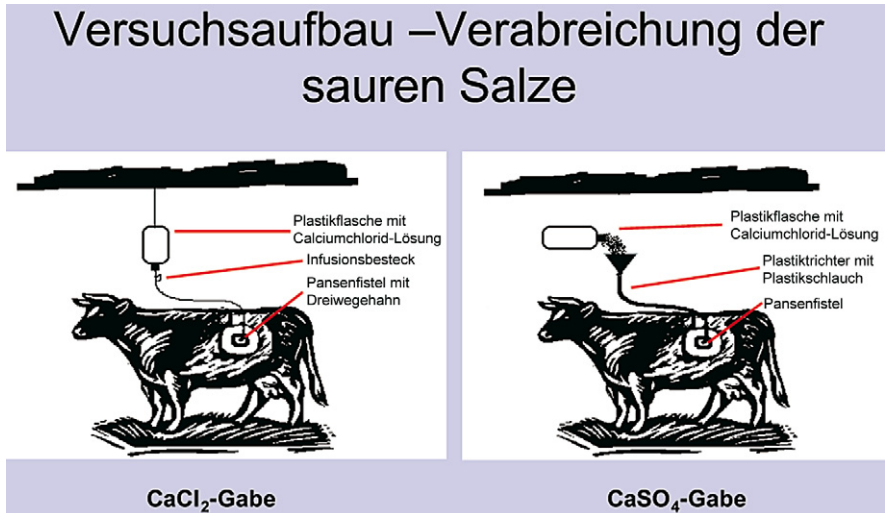 Versuchsaufbau –Verabreichung der
sauren Salze
Plastikflasche mit
Calciumchlorid-Lösung
Infusionsbesteck
Pansenfistel mit
Dreiwegehahn
CaCl₂-Gabe
Plastikflasche mit
Calciumchlorid-Lösung
Plastiktrichter mit
Plastikschlauch
Pansenfistel
CaSO₄-Gabe